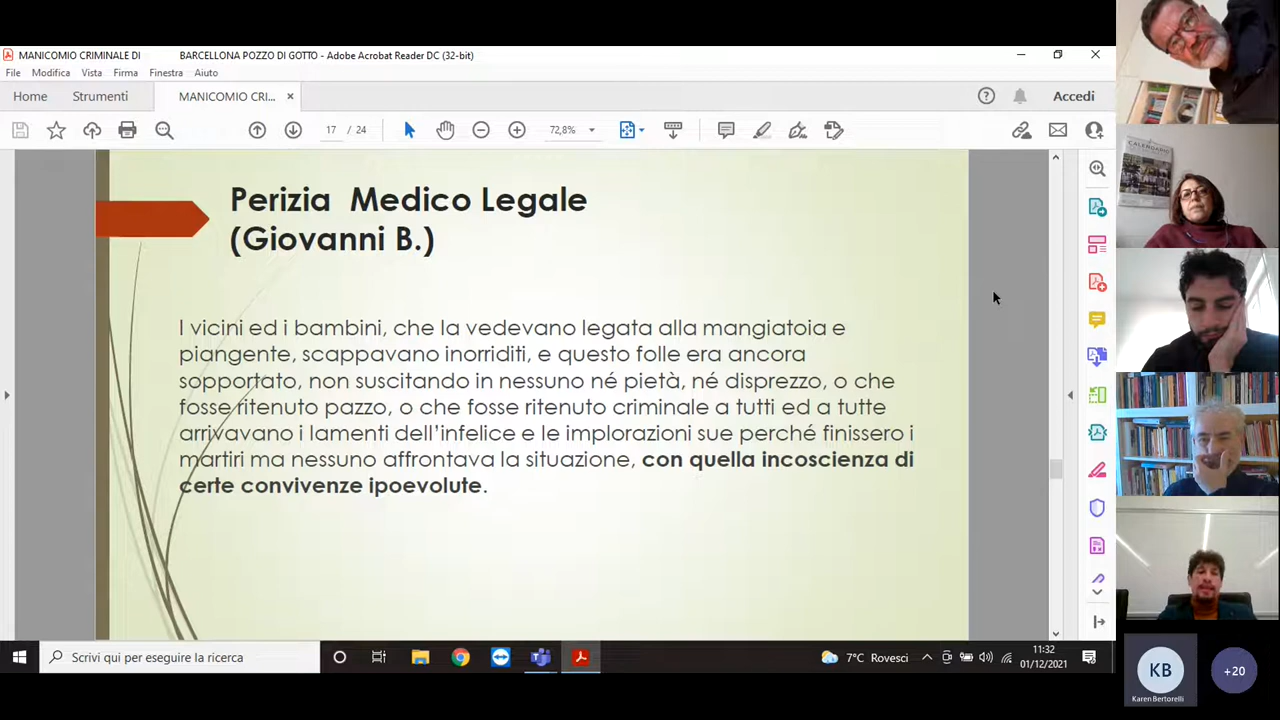 MANICOMIO CRIMINALE DI BARCELLONA POZZO DI GOTTO - Adobe Acrobat Reader DC (32-bit)
File Modifica Vista Firma Finestra Aiuto
Home Strumenti MANICOMIO CRI... Accedi
17 / 24 72,8%
Perizia Medico Legale
(Giovanni B.)
I vicini ed i bambini, che la vedevano legata alla mangiatoia e
piangente, scappavano inorriditi, e questo folle era ancora
sopportato, non suscitando in nessuno né pietà, né disprezzo, o che
fosse ritenuto pazzo, o che fosse ritenuto criminale a tutti ed a tutte
arrivavano i lamenti dell'infelice e le implorazioni sue perché finissero i
martiri ma nessuno affrontava la situazione, con quella incoscienza di
certe convivenze ipoevolute.
Scrivi qui per eseguire la ricerca
7°C Rovesci
11:32
01/12/2021
CALENDARIO
KB
Karen Bertorelli
+20